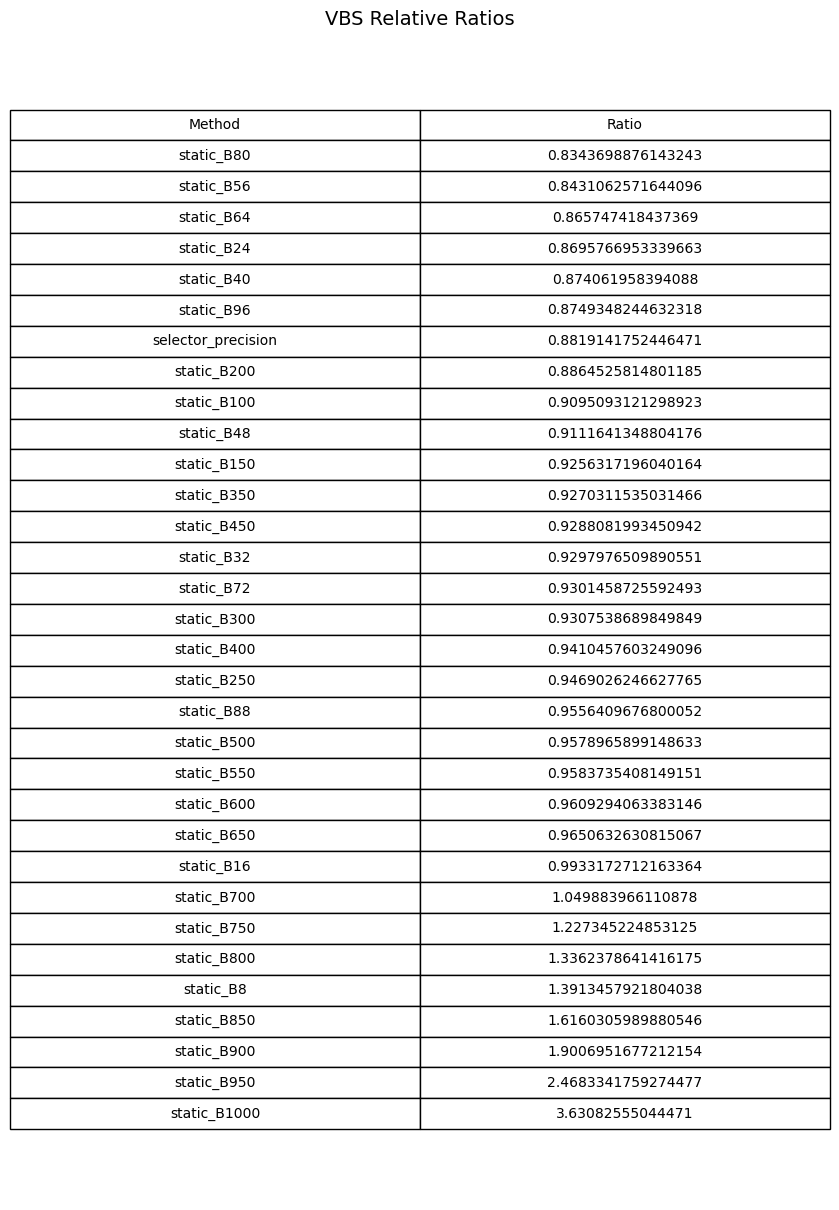 VBS Relative Ratios
Method Ratio
static_B80 0.8343698876143243
static_B56 0.8431062571644096
static_B64 0.865747418437369
static_B24 0.8695766953339663
static_B40 0.874061958394088
static_B96 0.8749348244632318
selector_precision 0.8819141752446471
static_B200 0.8864525814801185
static_B100 0.9095093121298923
static_B48 0.9111641348804176
static_B150 0.9256317196040164
static_B350 0.9270311535031466
static_B450 0.9288081993450942
static_B32 0.9297976509890551
static_B72 0.9301458725592493
static_B300 0.9307538689849849
static_B400 0.9410457603249096
static_B250 0.9469026246627765
static_B88 0.9556409676800052
static_B500 0.9578965899148633
static_B550 0.9583735408149151
static_B600 0.9609294063383146
static_B650 0.9650632630815067
static_B16 0.9933172712163364
static_B700 1.049883966110878
static_B750 1.227345224853125
static_B800 1.3362378641416175
static_B8 1.3913457921804038
static_B850 1.6160305989880546
static_B900 1.9006951677212154
static_B950 2.4683341759274477
static_B1000 3.63082555044471